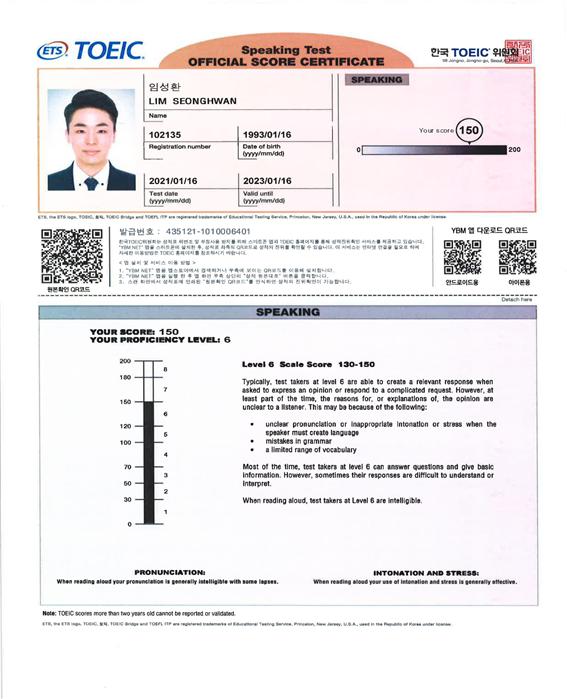 ETS TOEIC
Speaking Test
OFFICIAL SCORE CERTIFICATE
한국 TOEIC 위원회
임성환
LIM SEONGHWAN
Name
102135
Registration number
1993/01/16
Date of birth
(yyyy/mm/dd)
2021/01/16
Test date
(yyyy/mm/dd)
2023/01/16
Valid until
(yyyy/mm/dd)
SPEAKING
Your score 150
0 200
ETS, the ETS logo, TOEIC, 토익, TOEIC Bridge and TOEFL ITP are registered trademarks of Educational Testing Service, Princeton, New Jersey, U.S.A., used in the Republic of Korea under license.
발급번호 : 435121-1010006401
< 앱 설치 및 서비스 이용 방법 >
원본확인 QR코드
YBM 앱 다운로드 QR코드
안드로이드용
아이폰용
Detach here
SPEAKING
YOUR SCORE: 150
YOUR PROFICIENCY LEVEL: 6
200
8
180
7
150
6
120
5
100
4
70
3
50
2
30
1
0
Level 6 Scale Score 130-150
Typically, test takers at level 6 are able to create a relevant response when
asked to express an opinion or respond to a complicated request. However, at
least part of the time, the reasons for, or explanations of, the opinion are
unclear to a listener. This may be because of the following:
• unclear pronunciation or inappropriate intonation or stress when the
speaker must create language
• mistakes in grammar
• a limited range of vocabulary
Most of the time, test takers at level 6 can answer questions and give basic
information. However, sometimes their responses are difficult to understand or
interpret.
When reading aloud, test takers at Level 6 are intelligible.
PRONUNCIATION:
When reading aloud your pronunciation is generally intelligible with some lapses.
INTONATION AND STRESS:
When reading aloud your use of intonation and stress is generally effective.
Note: TOEIC scores more than two years old cannot be reported or validated.
ETS, the ETS logo, TOEIC, 토익, TOEIC Bridge and TOEFL ITP are registered trademarks of Educational Testing Service, Princeton, New Jersey, U.S.A., used in the Republic of Korea under license.